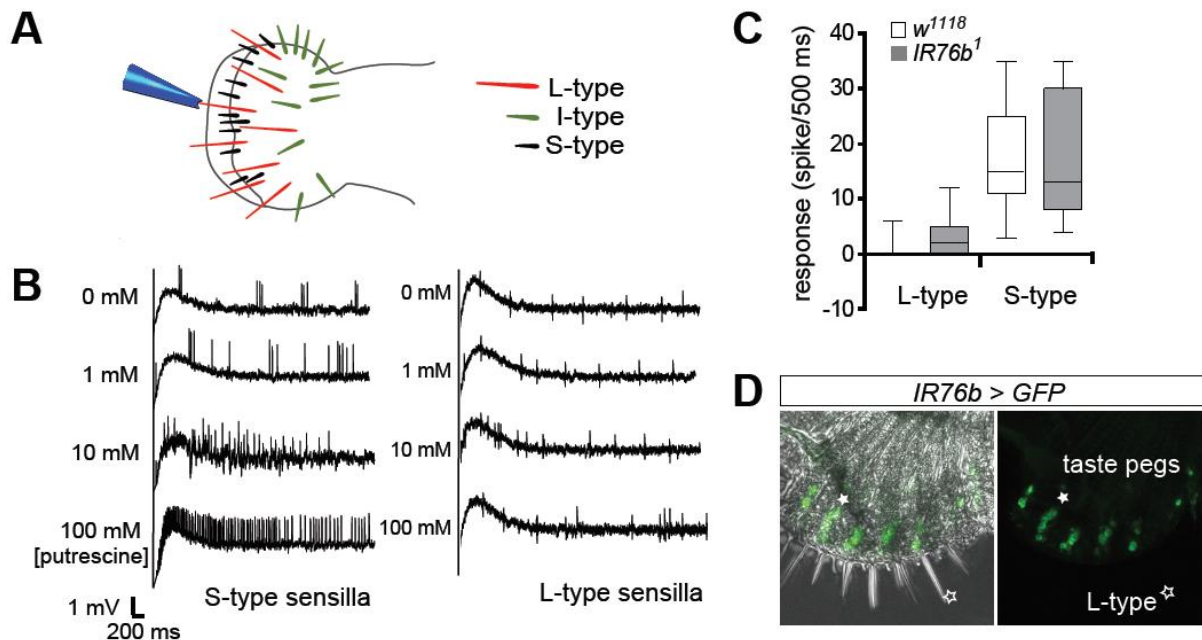 A
L-type
I-type
S-type
B
0 mM
1 mM
10 mM
100 mM
[putrescine]
1 mV
200 ms
S-type sensilla
0 mM
1 mM
10 mM
100 mM
L-type sensilla
C
w1118
IR76b1
response (spike/500 ms)
40
30
20
10
0
-10
L-type
S-type
D
IR76b > GFP
taste pegs
L-type